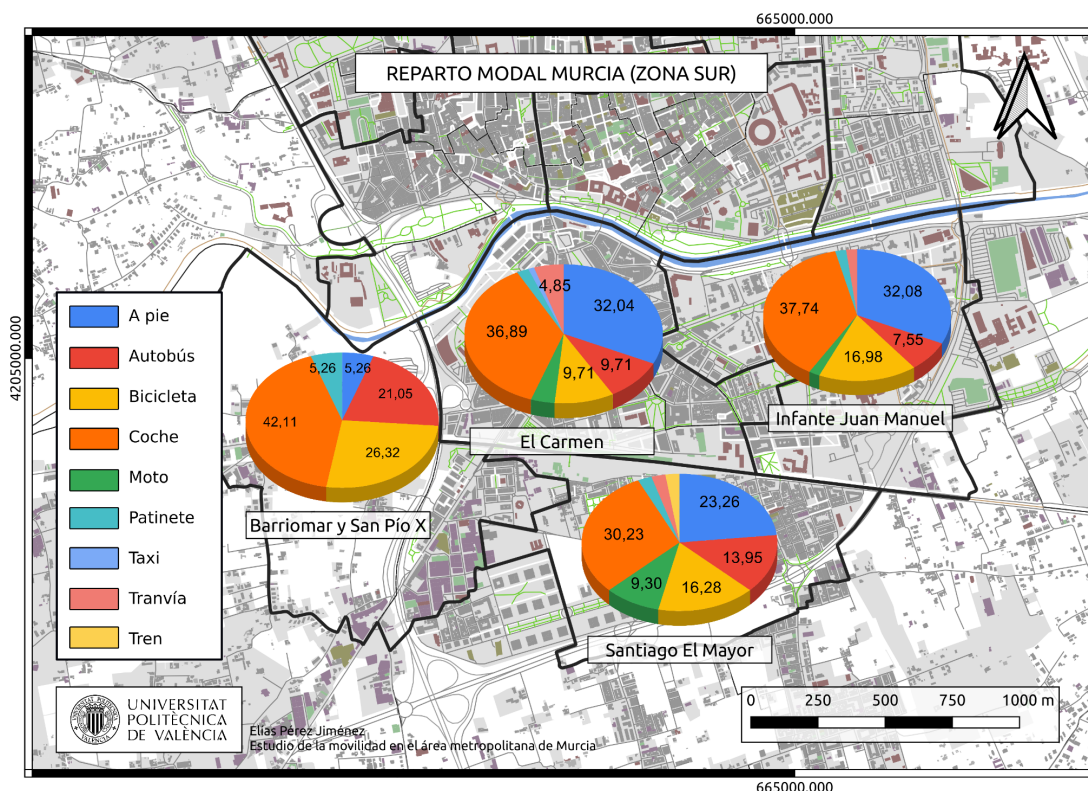 665000.000
REPARTO MODAL MURCIA (ZONA SUR)
4205000.000
A pie
Autobús
Bicicleta
Coche
Moto
Patinete
Taxi
Tranvía
Tren
4,85
32,04
36,89
9,71
9,71
El Carmen
32,08
37,74
7,55
16,98
Infante Juan Manuel
5,26
5,26
21,05
42,11
26,32
Barriomar y San Pío X
23,26
30,23
13,95
9,30
16,28
Santiago El Mayor
UNIVERSITAT
POLITÈCNICA
DE VALÈNCIA
Elías Pérez Jiménez
Estudio de la movilidad en el área metropolitana de Murcia
0 250 500 750 1000 m
665000.000